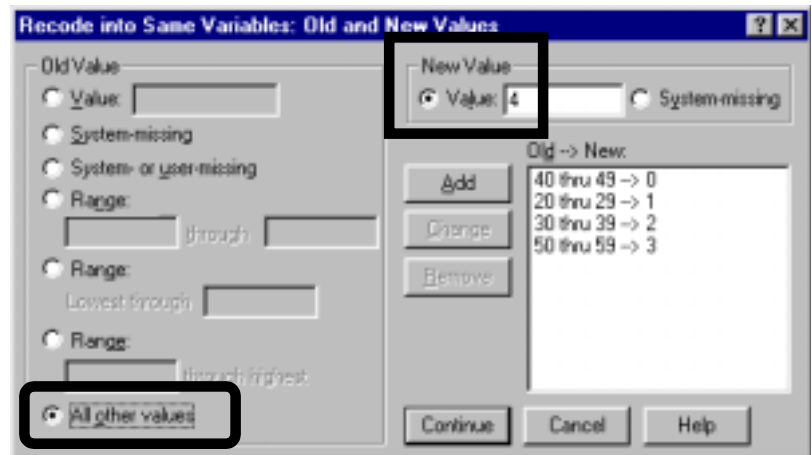 Recode into Same Variables: Old and New Values
Old Value
Value:
System-missing
System- or user-missing
Range:
through
Range:
Lowest through
Range:
through highest
All other values
New Value
Value: 4
System-missing
Old --> New:
Add
Change
Remove
40 thru 49 --> 0
20 thru 29 --> 1
30 thru 39 --> 2
50 thru 59 --> 3
Continue
Cancel
Help